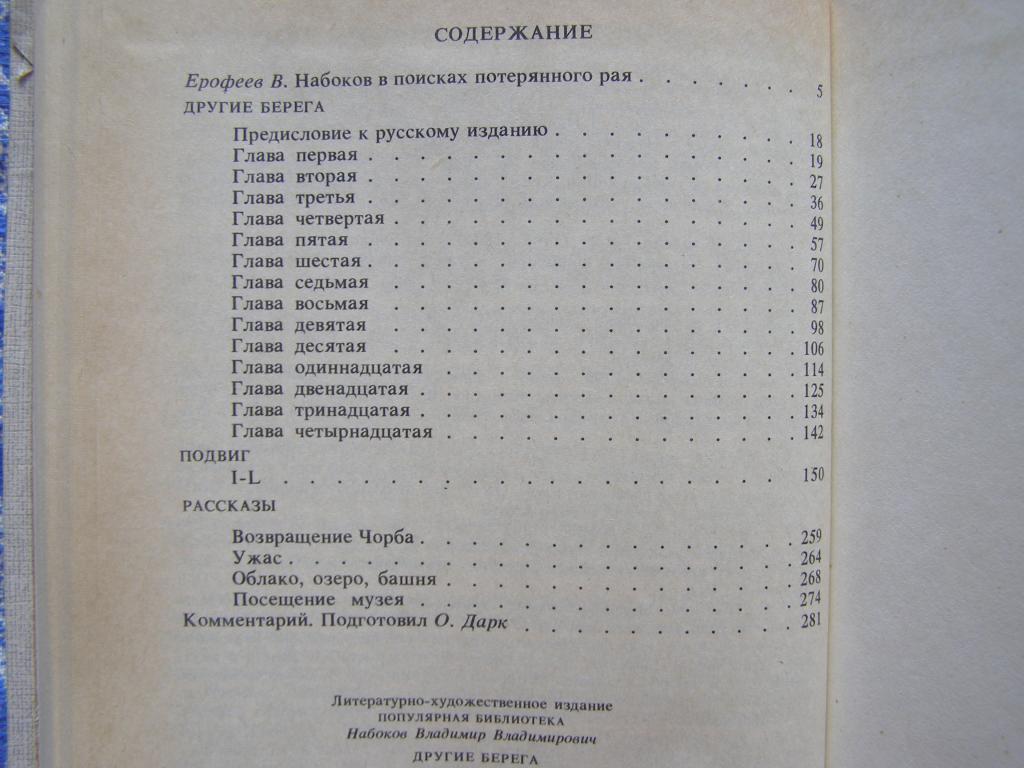 СОДЕРЖАНИЕ
Ерофеев В. Набоков в поисках потерянного рая . . . . . . . 5
ДРУГИЕ БЕРЕГА
Предисловие к русскому изданию . . . . . . . . . 18
Глава первая . . . . . . . . . . . . . . . . . 19
Глава вторая . . . . . . . . . . . . . . . . . 27
Глава третья . . . . . . . . . . . . . . . . . 36
Глава четвертая . . . . . . . . . . . . . . . . 49
Глава пятая . . . . . . . . . . . . . . . . . 57
Глава шестая . . . . . . . . . . . . . . . . . 70
Глава седьмая . . . . . . . . . . . . . . . . 80
Глава восьмая . . . . . . . . . . . . . . . . 87
Глава девятая . . . . . . . . . . . . . . . . 98
Глава десятая . . . . . . . . . . . . . . . . 106
Глава одиннадцатая . . . . . . . . . . . . . . 114
Глава двенадцатая . . . . . . . . . . . . . . 125
Глава тринадцатая . . . . . . . . . . . . . . 134
Глава четырнадцатая . . . . . . . . . . . . . 142
ПОДВИГ
I-L . . . . . . . . . . . . . . . . . . . 150
РАССКАЗЫ
Возвращение Чорба . . . . . . . . . . . . . . 259
Ужас . . . . . . . . . . . . . . . . . . . 264
Облако, озеро, башня . . . . . . . . . . . . . 268
Посещение музея . . . . . . . . . . . . . . 274
Комментарий. Подготовил О. Дарк . . . . . . . . . . 281
Литературно-художественное издание
ПОПУЛЯРНАЯ БИБЛИОТЕКА
Набоков Владимир Владимирович
ДРУГИЕ БЕРЕГА